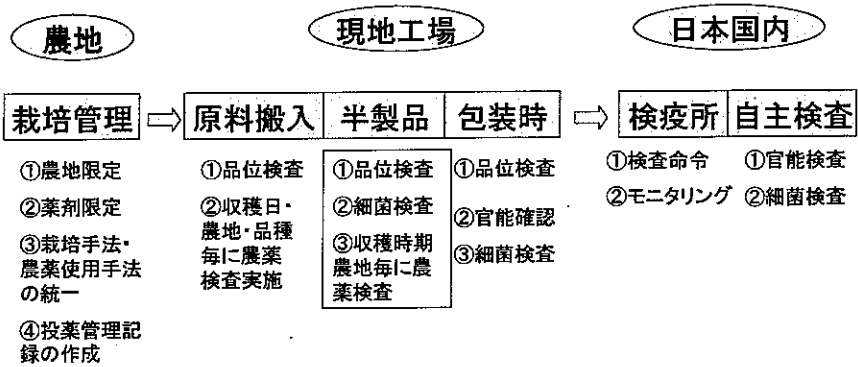 農地
現地工場
日本国内
栽培管理
⇨
原料搬入
半製品
包装時
⇨
検疫所
自主検査
①農地限定
②薬剤限定
③栽培手法・
農薬使用手法
の統一
④投薬管理記
録の作成
①品位検査
②収穫日・
農地・品種
毎に農薬
検査実施
①品位検査
②細菌検査
③収穫時期
農地毎に農
薬検査
①品位検査
②官能確認
③細菌検査
①検査命令
②モニタリング
①官能検査
②細菌検査